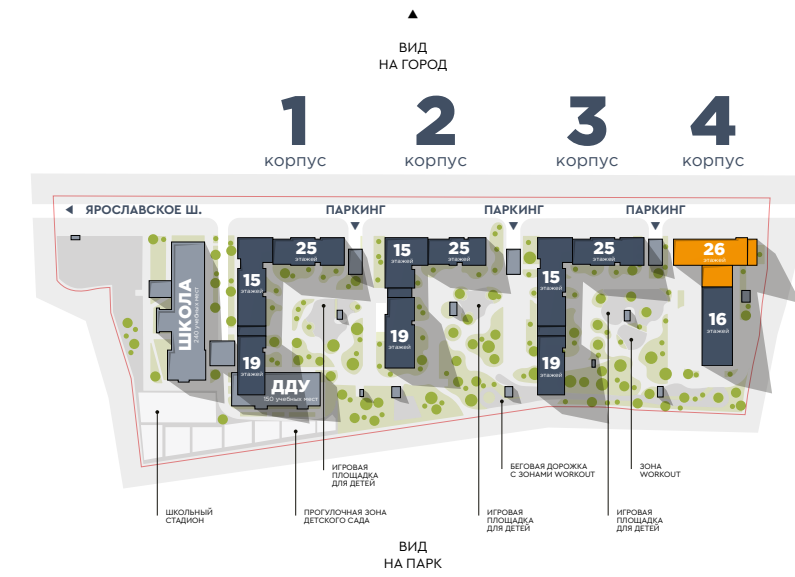 ВИД
НА ГОРОД
1
корпус
2
корпус
3
корпус
4
корпус
ЯРОСЛАВСКОЕ Ш.
ПАРКИНГ
ПАРКИНГ
ПАРКИНГ
25
этажей
15
этажей
19
этажей
15
этажей
25
этажей
19
этажей
25
этажей
15
этажей
19
этажей
26
этажей
16
этажей
ШКОЛА
240 учебных мест
ДДУ
150 учебных мест
ИГРОВАЯ
ПЛОЩАДКА
ДЛЯ ДЕТЕЙ
БЕГОВАЯ ДОРОЖКА
С ЗОНАМИ WORKOUT
ЗОНА
WORKOUT
ШКОЛЬНЫЙ
СТАДИОН
ПРОГУЛОЧНАЯ ЗОНА
ДЕТСКОГО САДА
ИГРОВАЯ
ПЛОЩАДКА
ДЛЯ ДЕТЕЙ
ИГРОВАЯ
ПЛОЩАДКА
ДЛЯ ДЕТЕЙ
ВИД
НА ПАРК